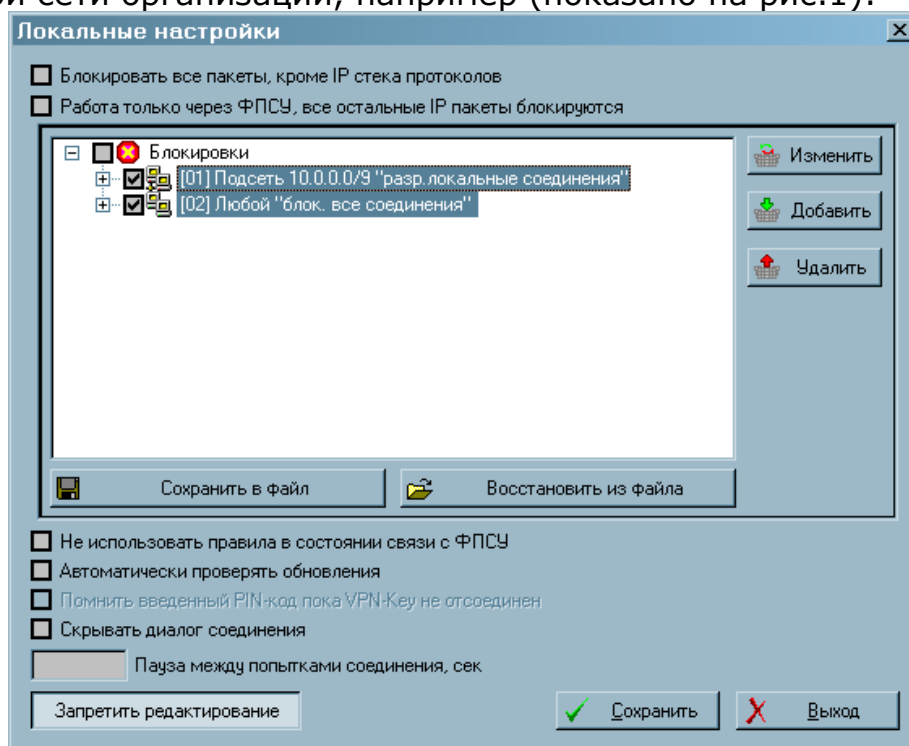 й сети организации, например (показано на рис.1).
Локальные настройки
Блокировать все пакеты, кроме IP стека протоколов
Работа только через ФПСУ, все остальные IP пакеты блокируются
Блокировки
[01] Подсеть 10.0.0.0/9 "разр.локальные соединения"
[02] Любой "блок. все соединения"
Изменить
Добавить
Удалить
Сохранить в файл
Восстановить из файла
Не использовать правила в состоянии связи с ФПСУ
Автоматически проверять обновления
Помнить введенный PIN-код пока VPN-Key не отсоединен
Скрывать диалог соединения
Пауза между попытками соединения, сек
Запретить редактирование
Сохранить
Выход